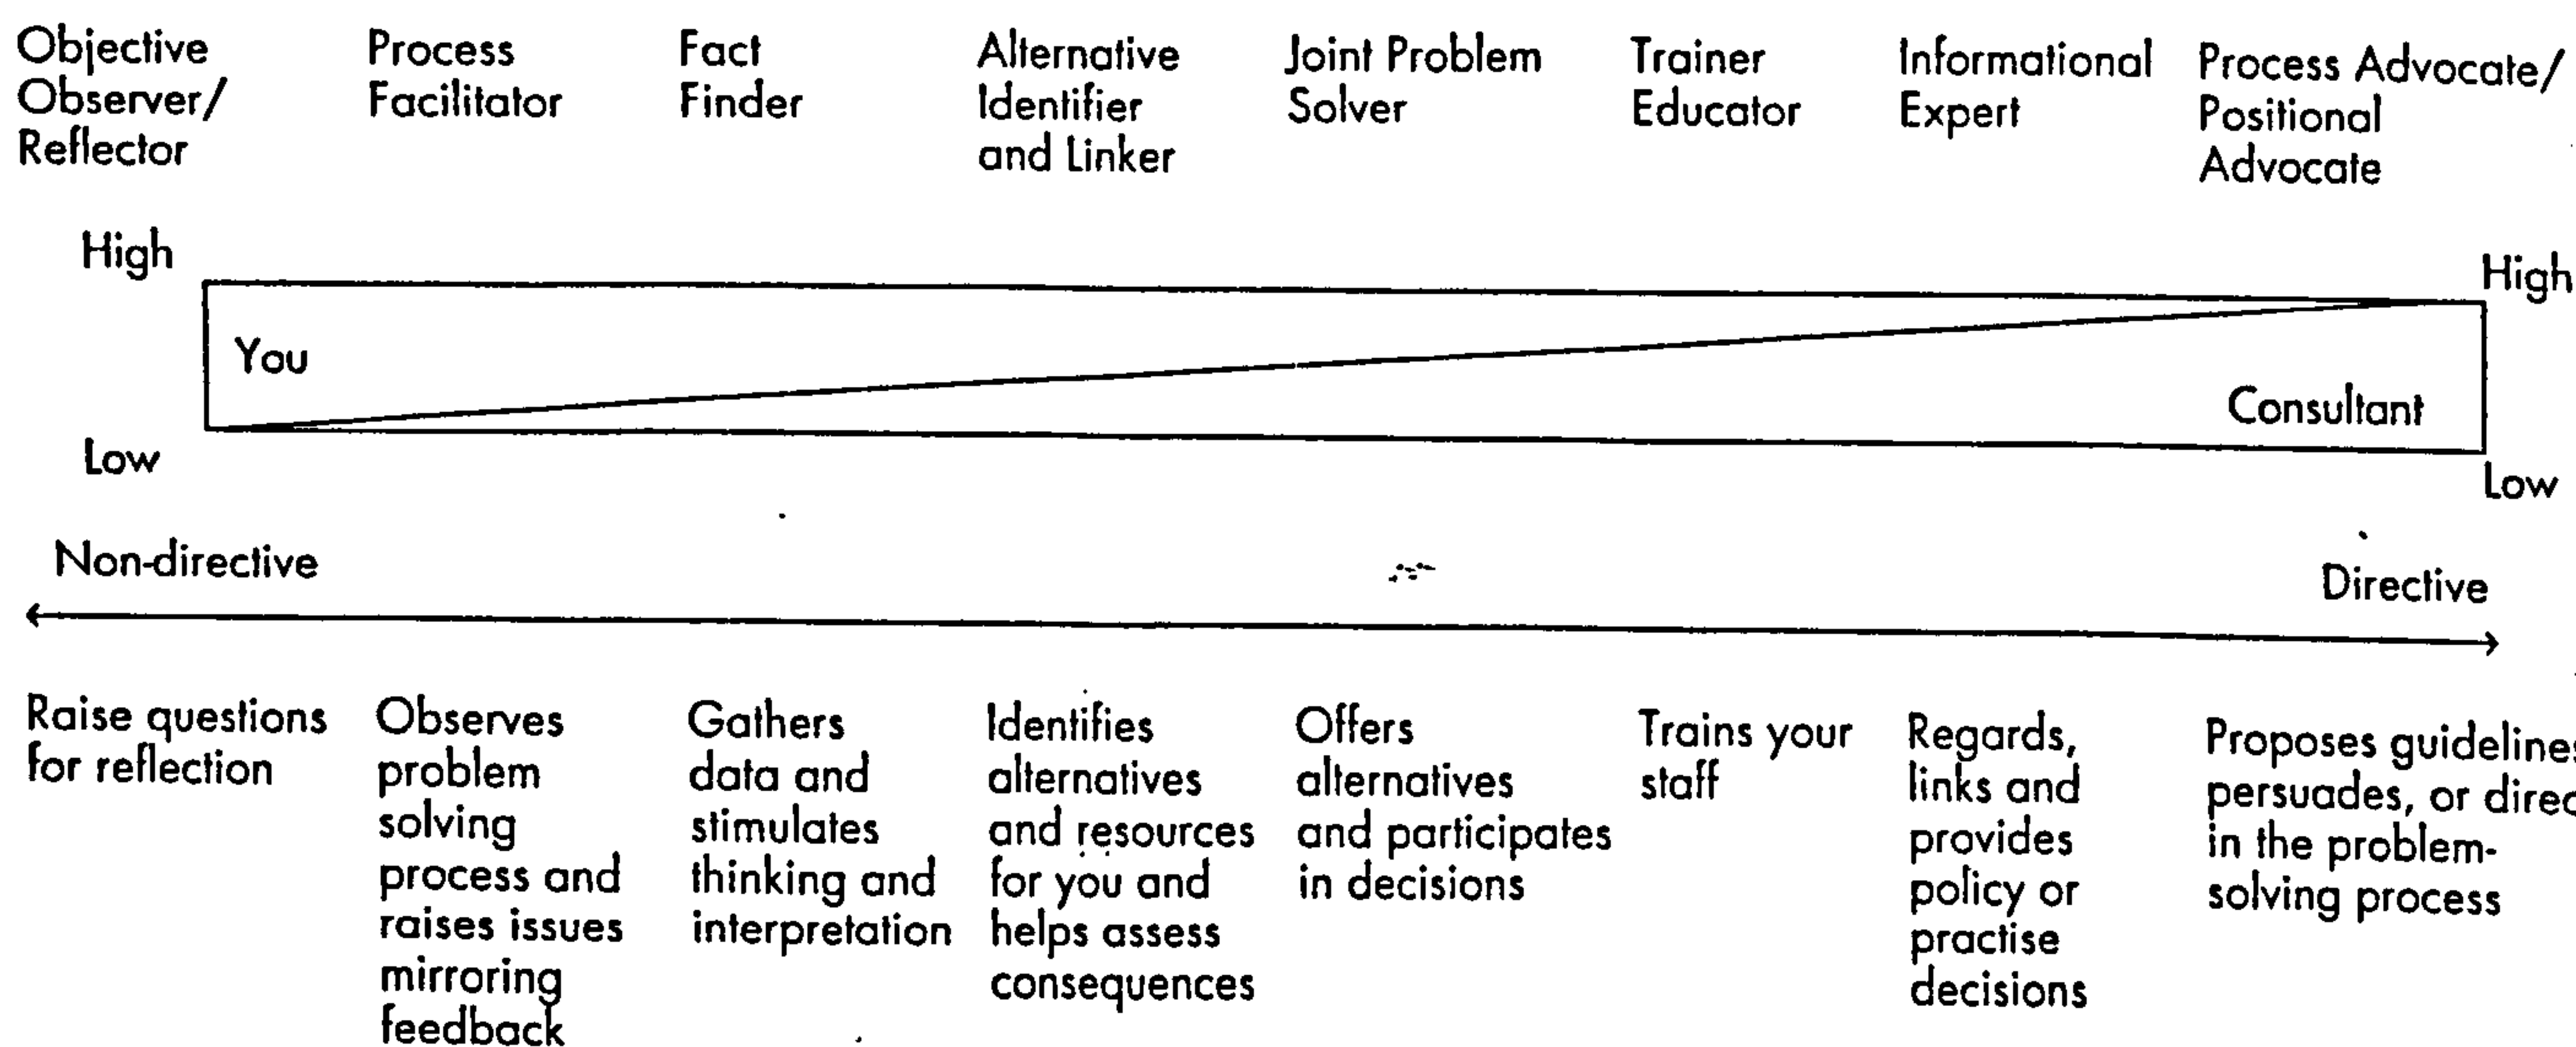 Objective
Observer/
Reflector
Process
Facilitator
Fact
Finder
Alternative
Identifier
and Linker
Joint Problem
Solver
Trainer
Educator
Informational
Expert
Process Advocate/
Positional
Advocate
High
High
You
Consultant
Low
Low
Non-directive
Directive
Raise questions
for reflection
Observes
problem
solving
process and
raises issues
mirroring
feedback
Gathers
data and
stimulates
thinking and
interpretation
Identifies
alternatives
and resources
for you and
helps assess
consequences
Offers
alternatives
and participates
in decisions
Trains your
staff
Regards,
links and
provides
policy or
practise
decisions
Proposes
persuades, or
in the problem-
solving process